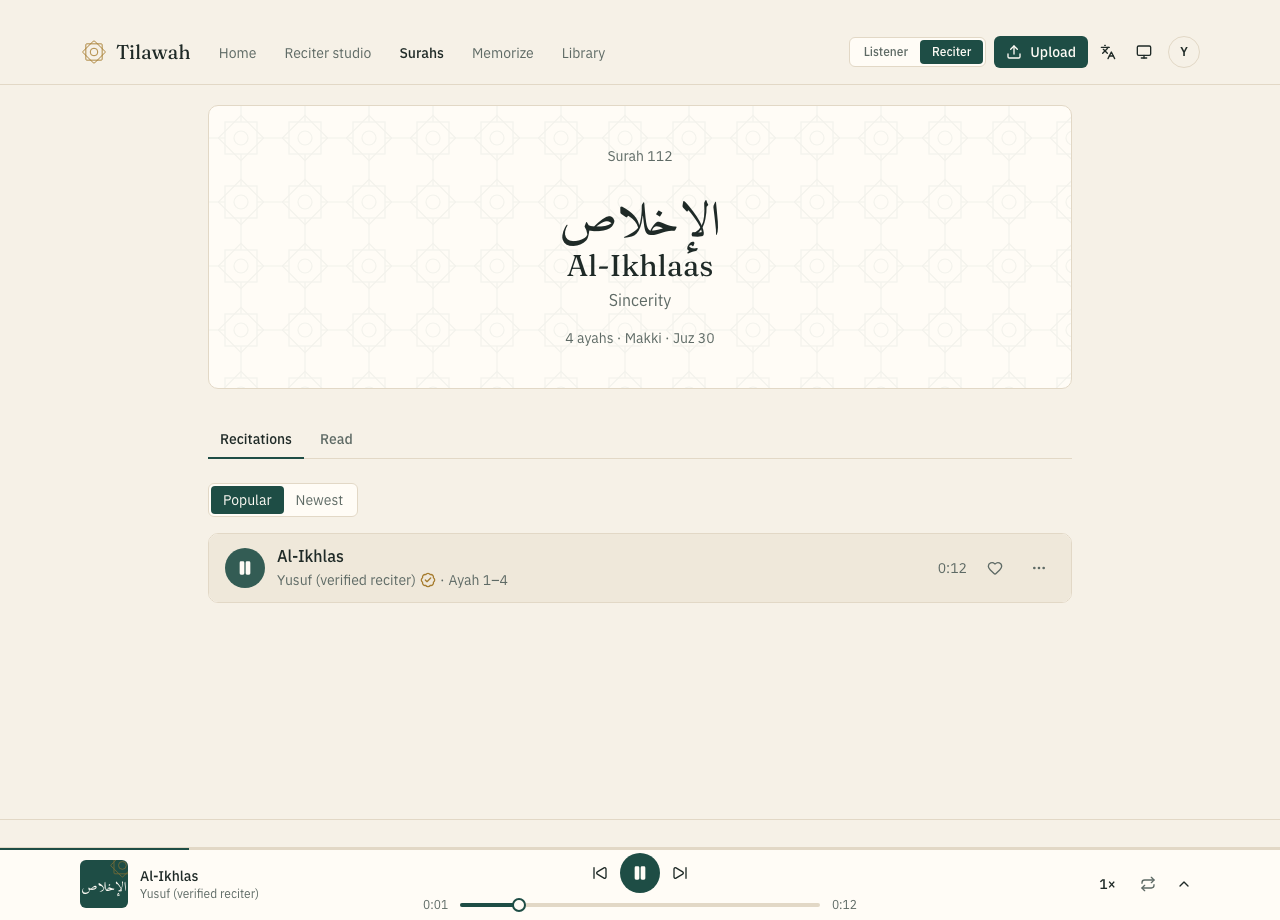 Tilawah
Home
Reciter studio
Surahs
Memorize
Library
Listener
Reciter
Upload
Y
Surah 112
الإخلاص
Al-Ikhlaas
Sincerity
4 ayahs · Makki · Juz 30
Recitations
Read
Popular
Newest
Al-Ikhlas
Yusuf (verified reciter) · Ayah 1–4
0:12
الإخلاص
Al-Ikhlas
Yusuf (verified reciter)
0:01
0:12
1×